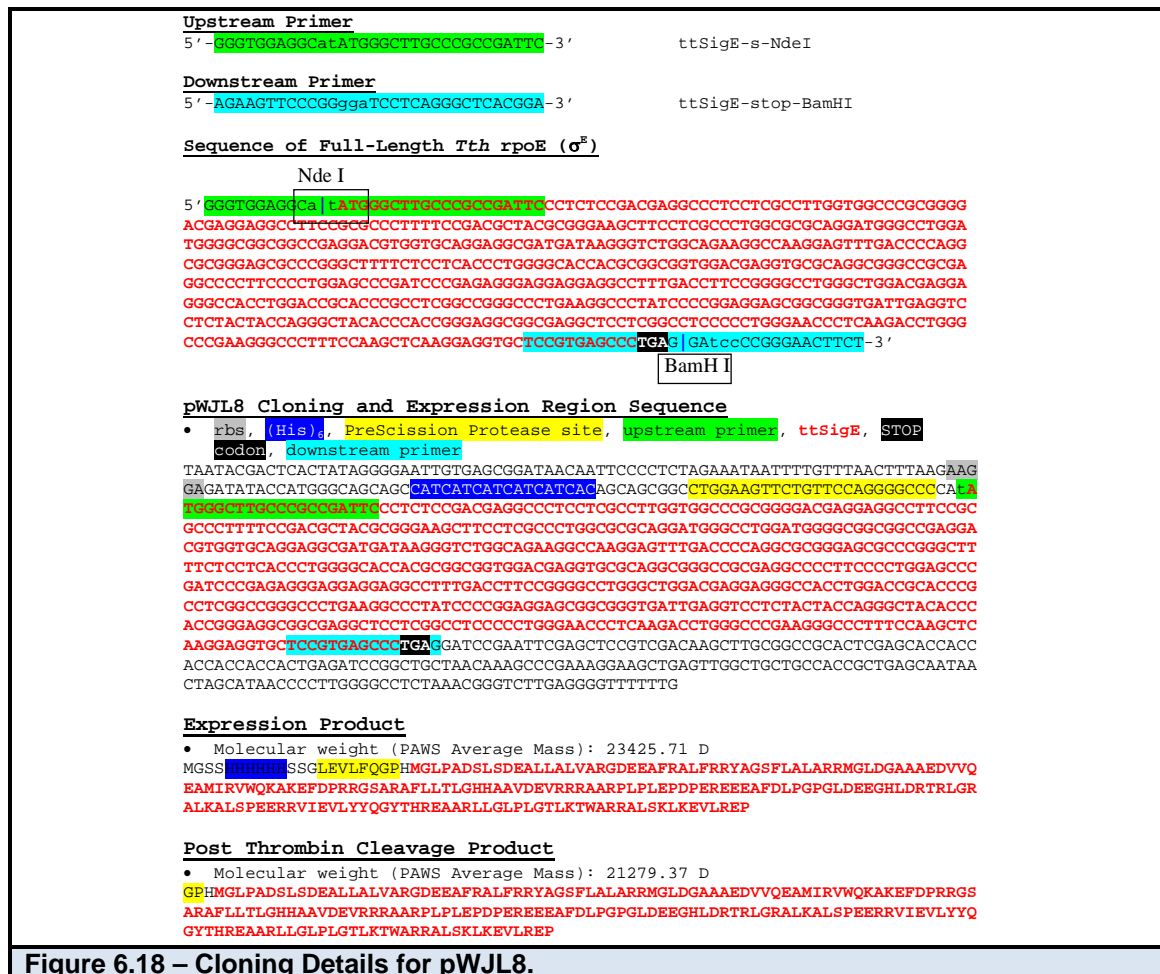 Upstream Primer
5'-GGGTGGAGGCatATGGGCTTGCCCGCCGATTC-3' ttSigE-s-NdeI
Downstream Primer
5'-AGAAGTTCCCGGggaTCCTCAGGGCTCACGGA-3' ttSigE-stop-BamHI
Sequence of Full-Length Tth rpoE (σE)
Nde I
5'GGGTGGAGGCa|tATGGGCTTGCCCGCCGATTCCCTCTCCGACGAGGCCCTCCTCGCCTTGGTGGCCCGCGGGG
ACGAGGAGGCCTTCCGCGCCCTTTTCCGACGCTACGCGGGAAGCTTCCTCGCCCTGGCGCGCAGGATGGGCCTGGA
TGGGGCGGCGGCCGAGGACGTGGTGCAGGAGGCGATGATAAGGGTCTGGCAGAAGGCCAAGGAGTTTGACCCCAGG
CGCGGGAGCGCCCGGGCTTTTCTCCTCACCCTGGGGCACCACGCGGCGGTGGACGAGGTGCGCAGGCGGGCCGCGA
GGCCCCTTCCCCTGGAGCCCGATCCCGAGAGGGAGGAGGAGGCCTTTGACCTTCCGGGGCCTGGGCTGGACGAGGA
GGGCCACCTGGACCGCACCCGCCTCGGCCGGGCCCTGAAGGCCCTATCCCCGGAGGAGCGGCGGGTGATTGAGGTC
CTCTACTACCAGGGCTACACCCACCGGGAGGCGGCGAGGCTCCTCGGCCTCCCCCTGGGAACCCTCAAGACCTGGG
CCCGAAGGGCCCTTTCCAAGCTCAAGGAGGTGCTCCGTGAGCCCTGAG|GATccCCGGGAACTTCT-3'
BamH I
pWJL8 Cloning and Expression Region Sequence
• rbs, (His)6, PreScission Protease site, upstream primer, ttSigE, STOP
codon, downstream primer
TAATACGACTCACTATAGGGGAATTGTGAGCGGATAACAATTCCCCTCTAGAAATAATTTTGTTTAACTTTAAGAAG
GAGATATACCATGGGCAGCAGCCATCATCATCATCATCACAGCAGCGGCCTGGAAGTTCTGTTCCAGGGGCCCCATATA
TGGGCTTGCCCGCCGATTCCCTCTCCGACGAGGCCCTCCTCGCCTTGGTGGCCCGCGGGGACGAGGAGGCCTTCCGC
GCCCTTTTCCGACGCTACGCGGGAAGCTTCCTCGCCCTGGCGCGCAGGATGGGCCTGGATGGGGCGGCGGCCGAGGA
CGTGGTGCAGGAGGCGATGATAAGGGTCTGGCAGAAGGCCAAGGAGTTTGACCCCAGGCGCGGGAGCGCCCGGGCTT
TTCTCCTCACCCTGGGGCACCACGCGGCGGTGGACGAGGTGCGCAGGCGGGCCGCGAGGCCCCTTCCCCTGGAGCCC
GATCCCGAGAGGGAGGAGGAGGCCTTTGACCTTCCGGGGCCTGGGCTGGACGAGGAGGGCCACCTGGACCGCACCCG
CCTCGGCCGGGCCCTGAAGGCCCTATCCCCGGAGGAGCGGCGGGTGATTGAGGTCCTCTACTACCAGGGCTACACCC
ACCGGGAGGCGGCGAGGCTCCTCGGCCTCCCCCTGGGAACCCTCAAGACCTGGGCCCGAAGGGCCCTTTCCAAGCTC
AAGGAGGTGCTCCGTGAGCCCTGAGGATCCGAATTCGAGCTCCGTCGACAAGCTTGCGGCCGCACTCGAGCACCACC
ACCACCACCACTGAGATCCGGCTGCTAACAAAGCCCGAAAGGAAGCTGAGTTGGCTGCTGCCACCGCTGAGCAATAA
CTAGCATAACCCCTTGGGGCCTCTAAACGGGTCTTGAGGGGTTTTTTG
Expression Product
• Molecular weight (PAWS Average Mass): 23425.71 D
MGSSHHHHHHSSGLEVLFQGPHMGLPADSLSDEALLALVARGDEEAFRALFRRYAGSFLALARRMGLDGAAAEDVVQ
EAMIRVWQKAKEFDPRRGSARAFLLTLGHHAAVDEVRRRAARPLPLEPDPEREEEAFDLPGPGLDEEGHLDRTRLGR
ALKALSPEERRVIEVLYYQGYTHREAARLLGLPLGTLKTWARRALSKLKEVLREP
Post Thrombin Cleavage Product
• Molecular weight (PAWS Average Mass): 21279.37 D
GPHMGLPADSLSDEALLALVARGDEEAFRALFRRYAGSFLALARRMGLDGAAAEDVVQEAMIRVWQKAKEFDPRRGS
ARAFLLTLGHHAAVDEVRRRAARPLPLEPDPEREEEAFDLPGPGLDEEGHLDRTRLGRALKALSPEERRVIEVLYYQ
GYTHREAARLLGLPLGTLKTWARRALSKLKEVLREP
Figure 6.18 – Cloning Details for pWJL8.